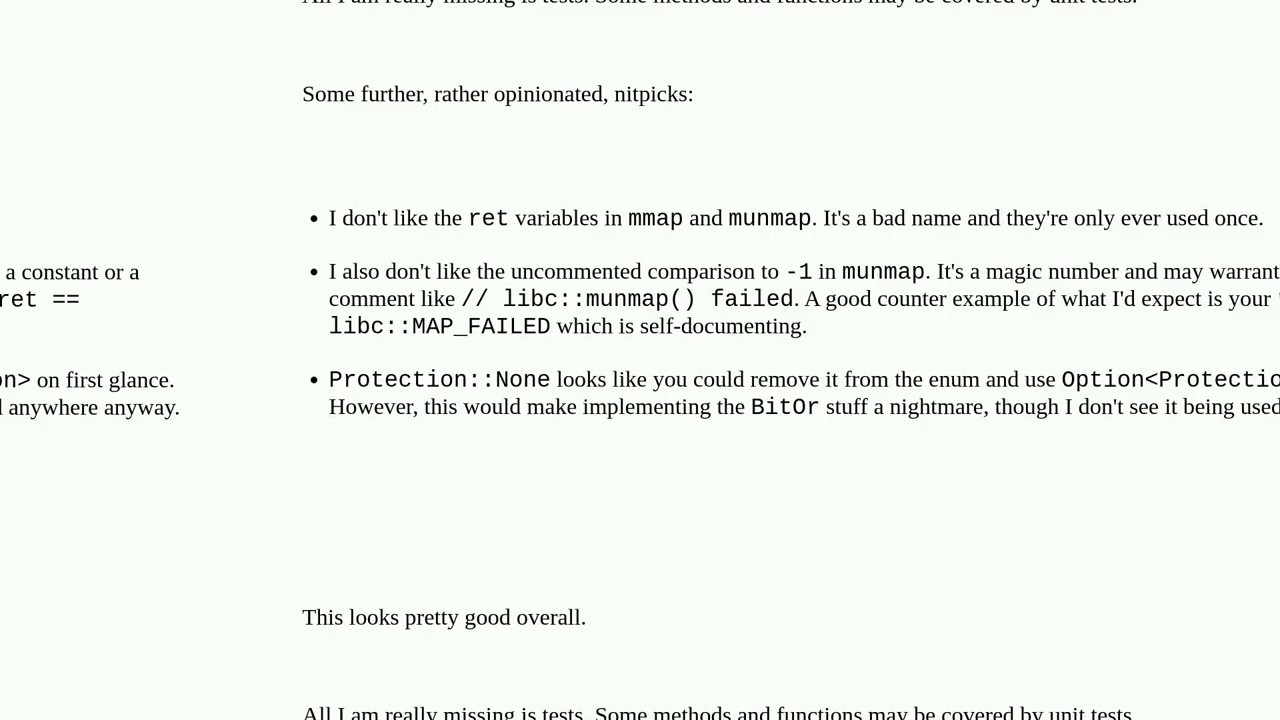 All I am really missing is tests. Some methods and functions may be covered by unit tests.
Some further, rather opinionated, nitpicks:
• I don't like the ret variables in mmap and munmap. It's a bad name and they're only ever used once.
a constant or a
• I also don't like the uncommented comparison to -1 in munmap. It's a magic number and may warrant
ret ==
comment like // libc::munmap() failed. A good counter example of what I'd expect is your
libc::MAP_FAILED which is self-documenting.
on> on first glance.
• Protection::None looks like you could remove it from the enum and use Option<Protectio
anywhere anyway.
However, this would make implementing the BitOr stuff a nightmare, though I don't see it being used
This looks pretty good overall.
All I am really missing is tests. Some methods and functions may be covered by unit tests.